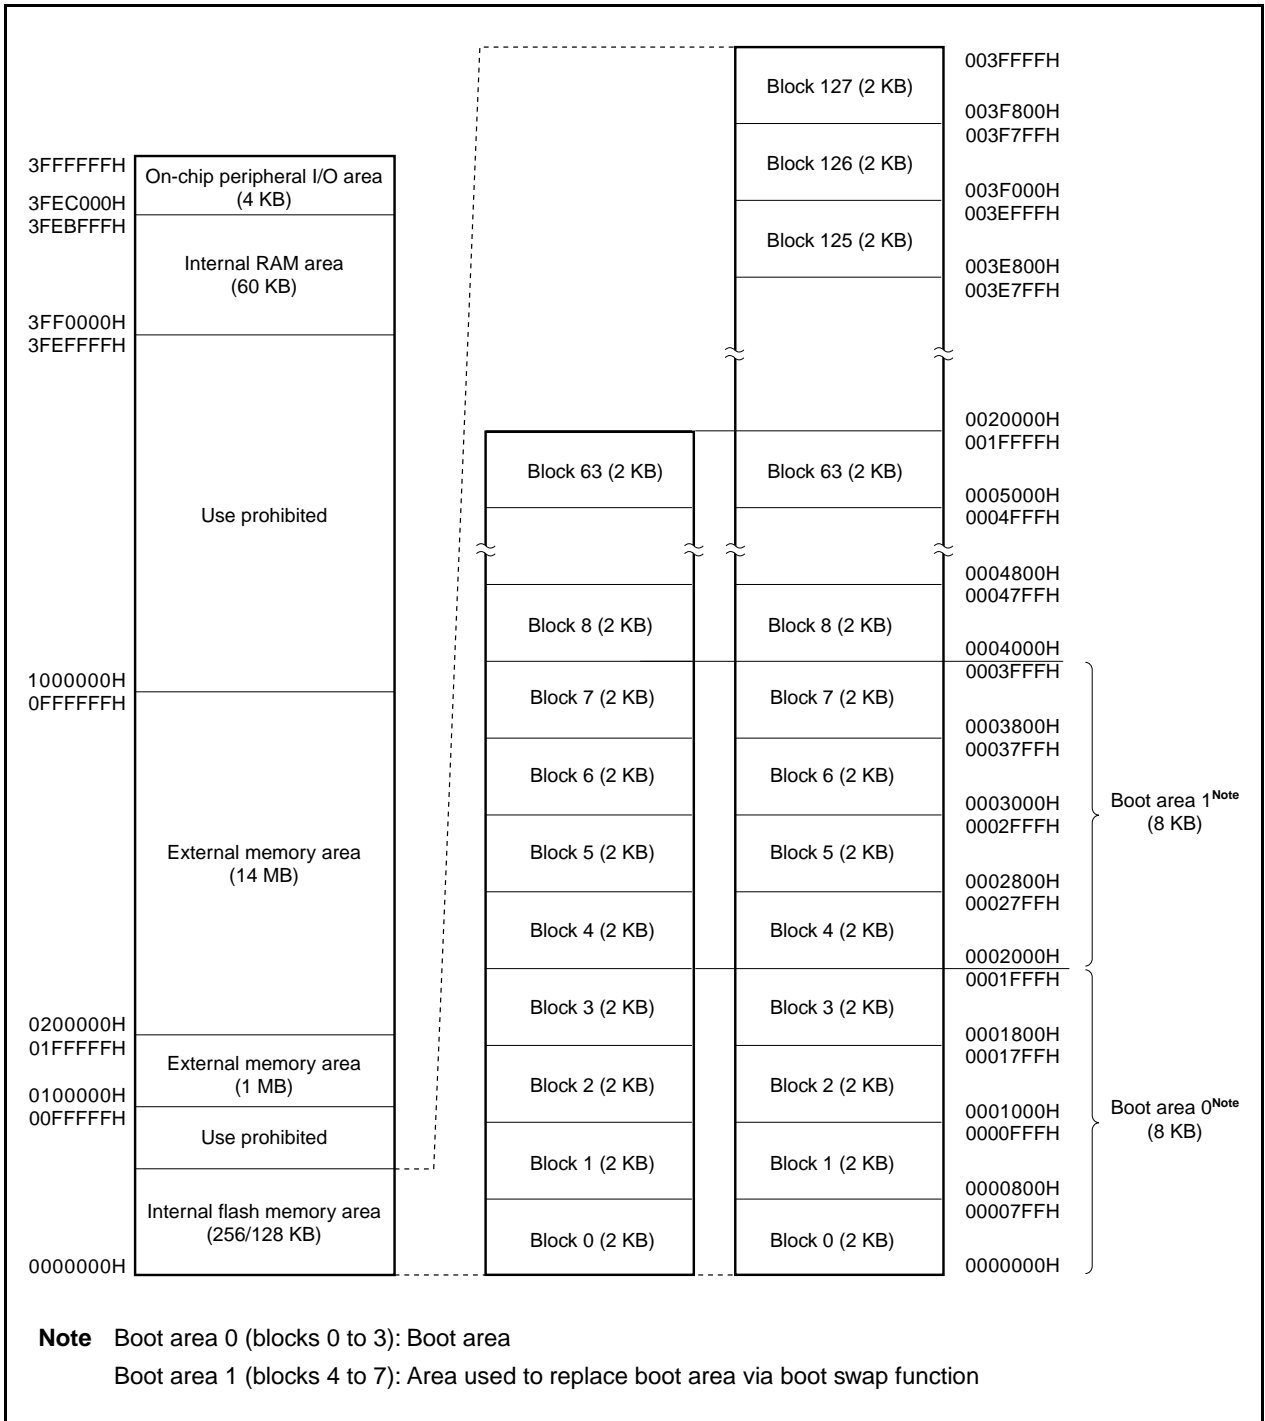 3FFFFFFH
3FEC000H
3FEBFFFH
3FF0000H
3FEFFFFH
1000000H
0FFFFFFH
0200000H
01FFFFFH
0100000H
00FFFFFH
0000000H
On-chip peripheral I/O area
(4 KB)
Internal RAM area
(60 KB)
Use prohibited
External memory area
(14 MB)
External memory area
(1 MB)
Use prohibited
Internal flash memory area
(256/128 KB)
Block 63 (2 KB)
Block 8 (2 KB)
Block 7 (2 KB)
Block 6 (2 KB)
Block 5 (2 KB)
Block 4 (2 KB)
Block 3 (2 KB)
Block 2 (2 KB)
Block 1 (2 KB)
Block 0 (2 KB)
Block 127 (2 KB)
Block 126 (2 KB)
Block 125 (2 KB)
Block 63 (2 KB)
Block 8 (2 KB)
Block 7 (2 KB)
Block 6 (2 KB)
Block 5 (2 KB)
Block 4 (2 KB)
Block 3 (2 KB)
Block 2 (2 KB)
Block 1 (2 KB)
Block 0 (2 KB)
003FFFFH
003F800H
003F7FFH
003F000H
003EFFFH
003E800H
003E7FFH
0020000H
001FFFFH
0005000H
0004FFFH
0004800H
00047FFH
0004000H
0003FFFH
0003800H
00037FFH
0003000H
0002FFFH
0002800H
00027FFH
0002000H
0001FFFH
0001800H
00017FFH
0001000H
0000FFFH
0000800H
00007FFH
0000000H
Boot area 1Note
(8 KB)
Boot area 0Note
(8 KB)
Note Boot area 0 (blocks 0 to 3): Boot area
Boot area 1 (blocks 4 to 7): Area used to replace boot area via boot swap function